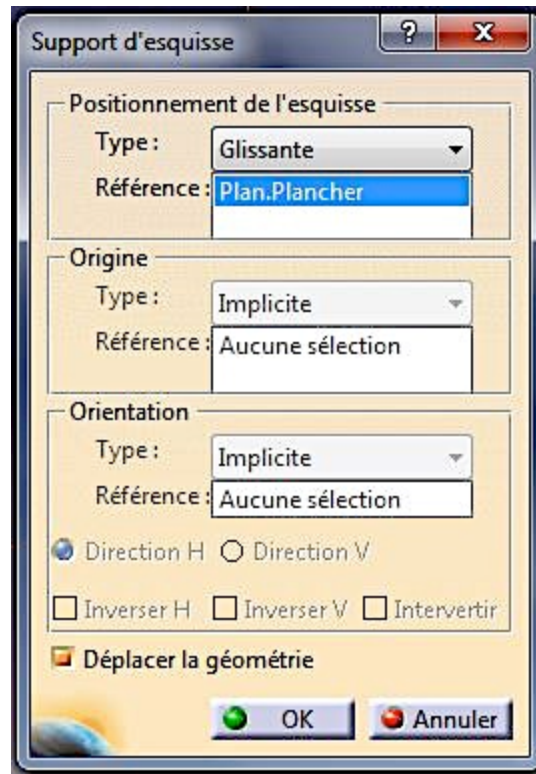 Support d'esquisse
?
X
Positionnement de l'esquisse
Type :
Glissante
Référence :
Plan.Plancher
Origine
Type :
Implicite
Référence :
Aucune sélection
Orientation
Type :
Implicite
Référence :
Aucune sélection
Direction H Direction V
Inverser H Inverser V Intervertir
Déplacer la géométrie
OK Annuler